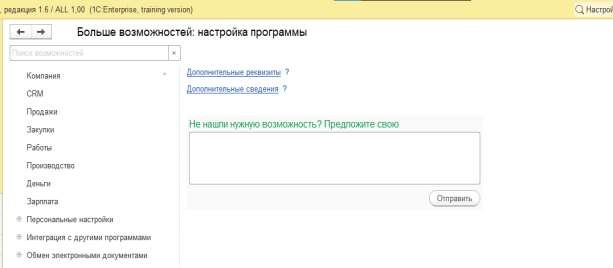 , редакция 1.6 / ALL 1,00 (1C:Enterprise, training version)
Настрой
Больше возможностей: настройка программы
Поиск возможностей
×
Компания
CRM
Продажи
Закупки
Работы
Производство
Деньги
Зарплата
Персональные настройки
Интеграция с другими программами
Обмен электронными документами
Дополнительные реквизиты ?
Дополнительные сведения ?
Не нашли нужную возможность? Предложите свою
Отправить